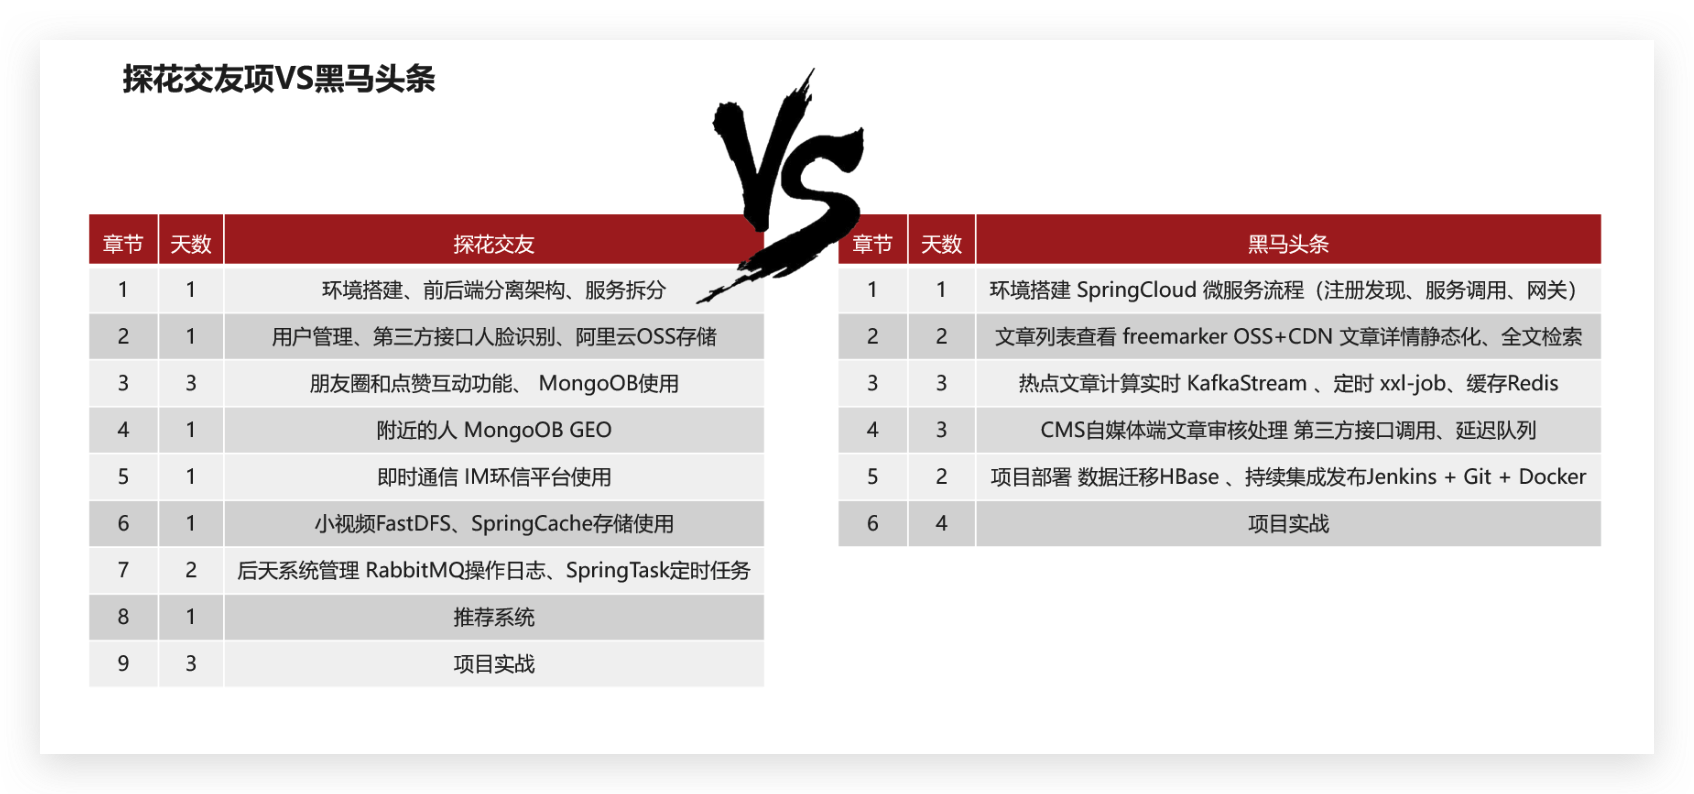 探花交友项VS黑马头条
VS
章节 天数 探花交友
1 1 环境搭建、前后端分离架构、服务拆分
2 1 用户管理、第三方接口人脸识别、阿里云OSS存储
3 3 朋友圈和点赞互动功能、 MongoOB使用
4 1 附近的人 MongoOB GEO
5 1 即时通信 IM环信平台使用
6 1 小视频FastDFS、SpringCache存储使用
7 2 后天系统管理 RabbitMQ操作日志、SpringTask定时任务
8 1 推荐系统
9 3 项目实战
章节 天数 黑马头条
1 1 环境搭建 SpringCloud 微服务流程（注册发现、服务调用、网关）
2 2 文章列表查看 freemarker OSS+CDN 文章详情静态化、全文检索
3 3 热点文章计算实时 KafkaStream 、定时 xxl-job、缓存Redis
4 3 CMS自媒体端文章审核处理 第三方接口调用、延迟队列
5 2 项目部署 数据迁移HBase 、持续集成发布Jenkins + Git + Docker
6 4 项目实战